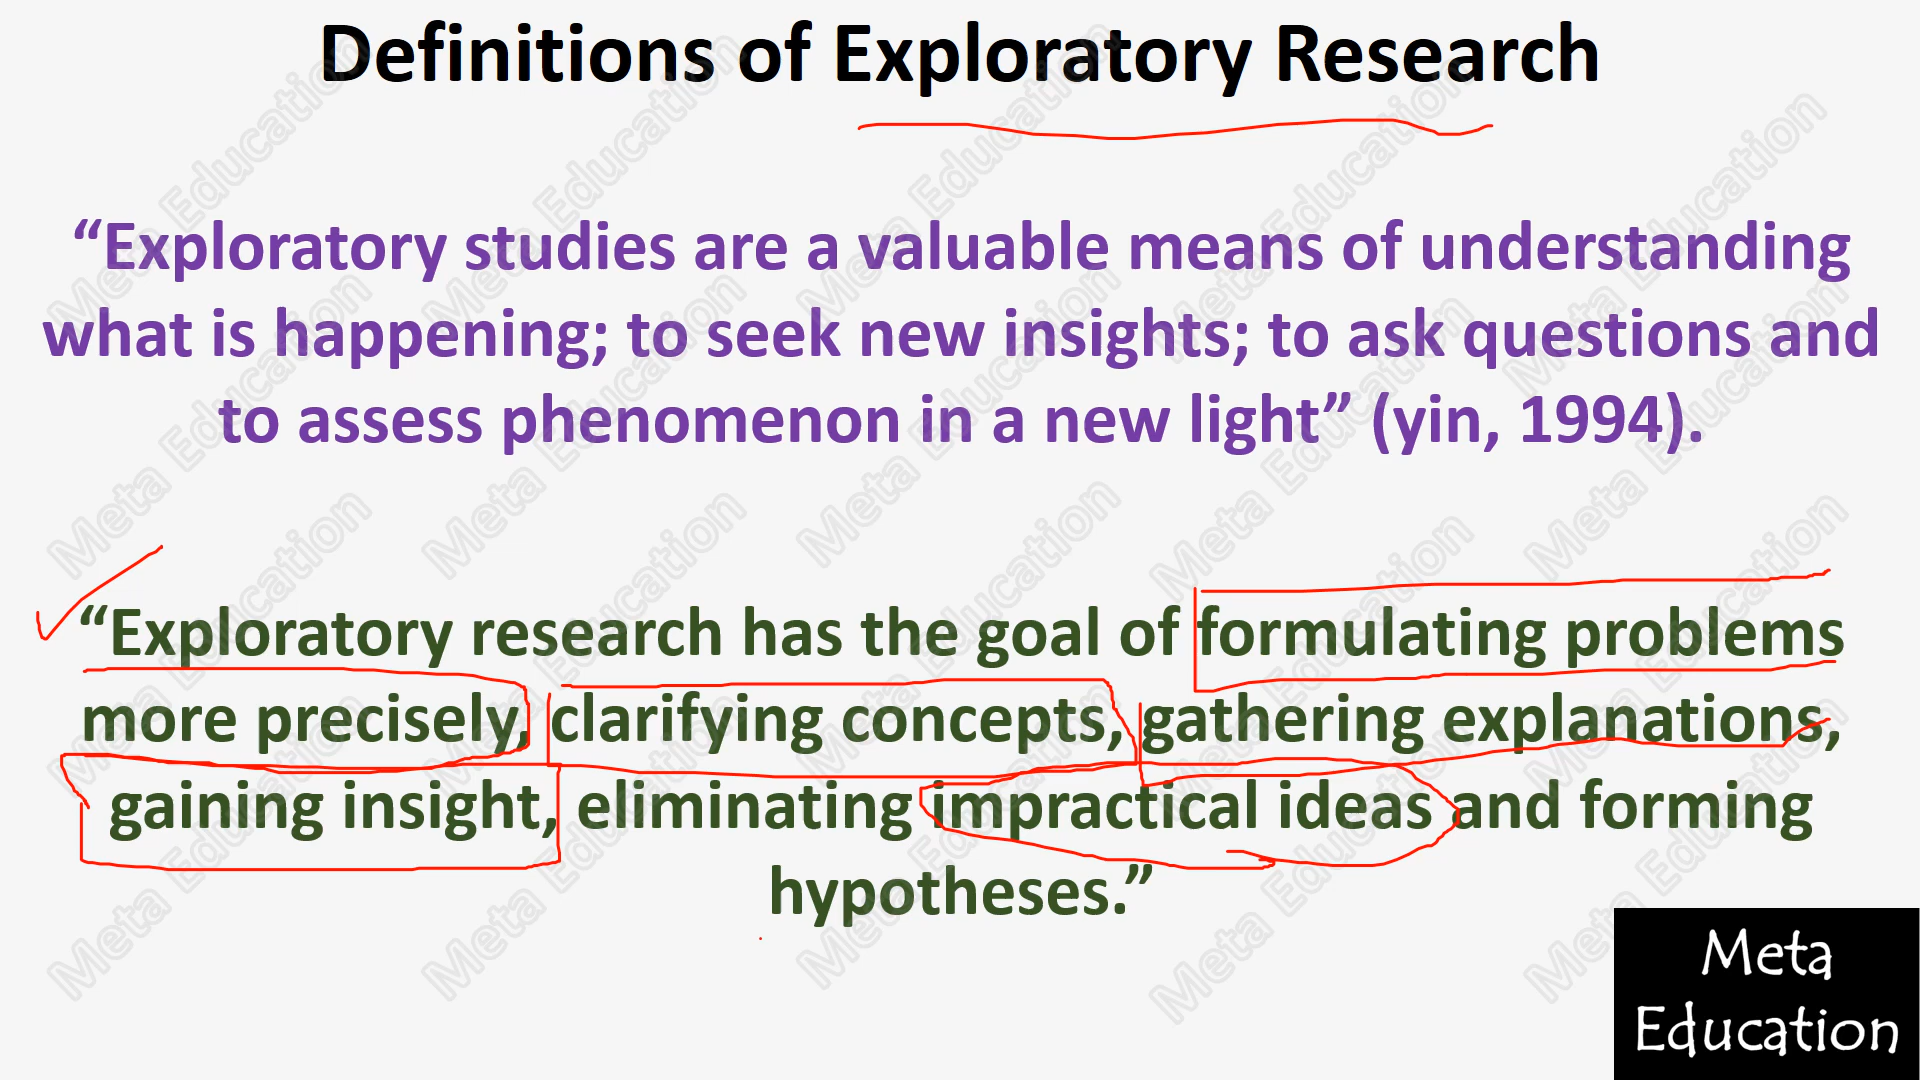 Definitions of Exploratory Research
“Exploratory studies are a valuable means of understanding
what is happening; to seek new insights; to ask questions and
to assess phenomenon in a new light” (yin, 1994).
“Exploratory research has the goal of formulating problems
more precisely, clarifying concepts, gathering explanations,
gaining insight, eliminating impractical ideas and forming
hypotheses.”
Meta
Education